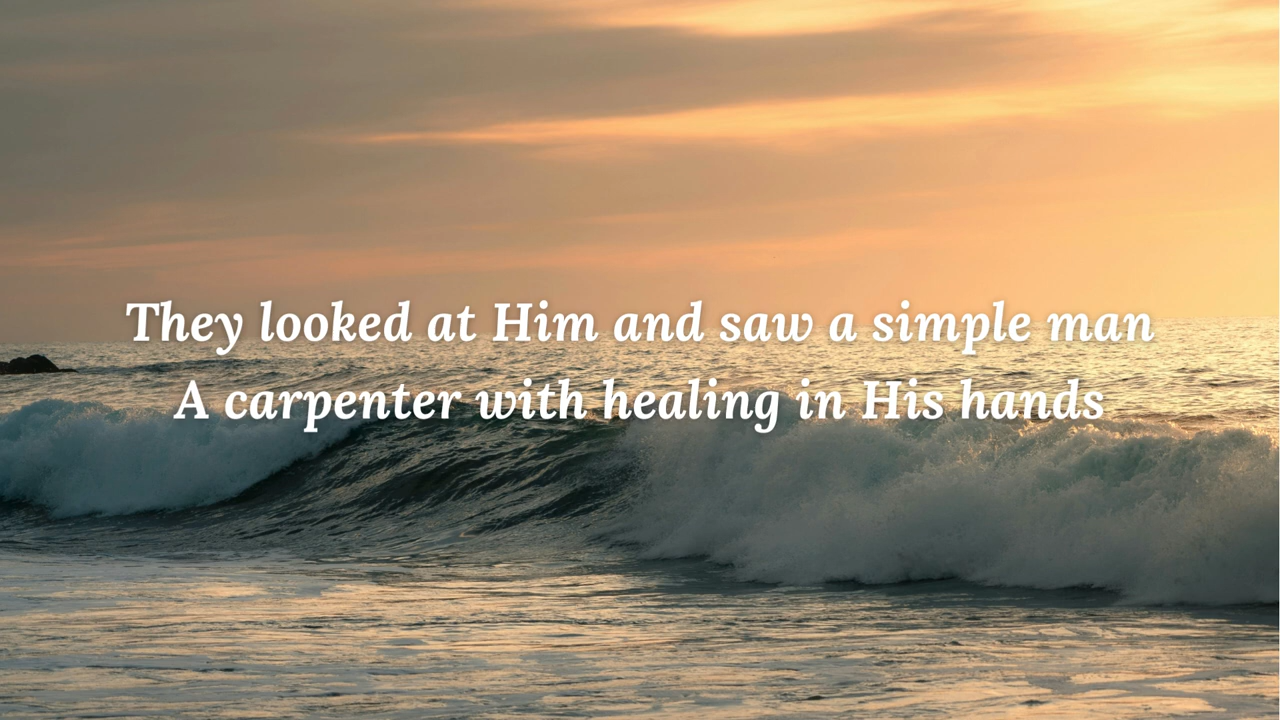 They looked at Him and saw a simple man
A carpenter with healing in His hands